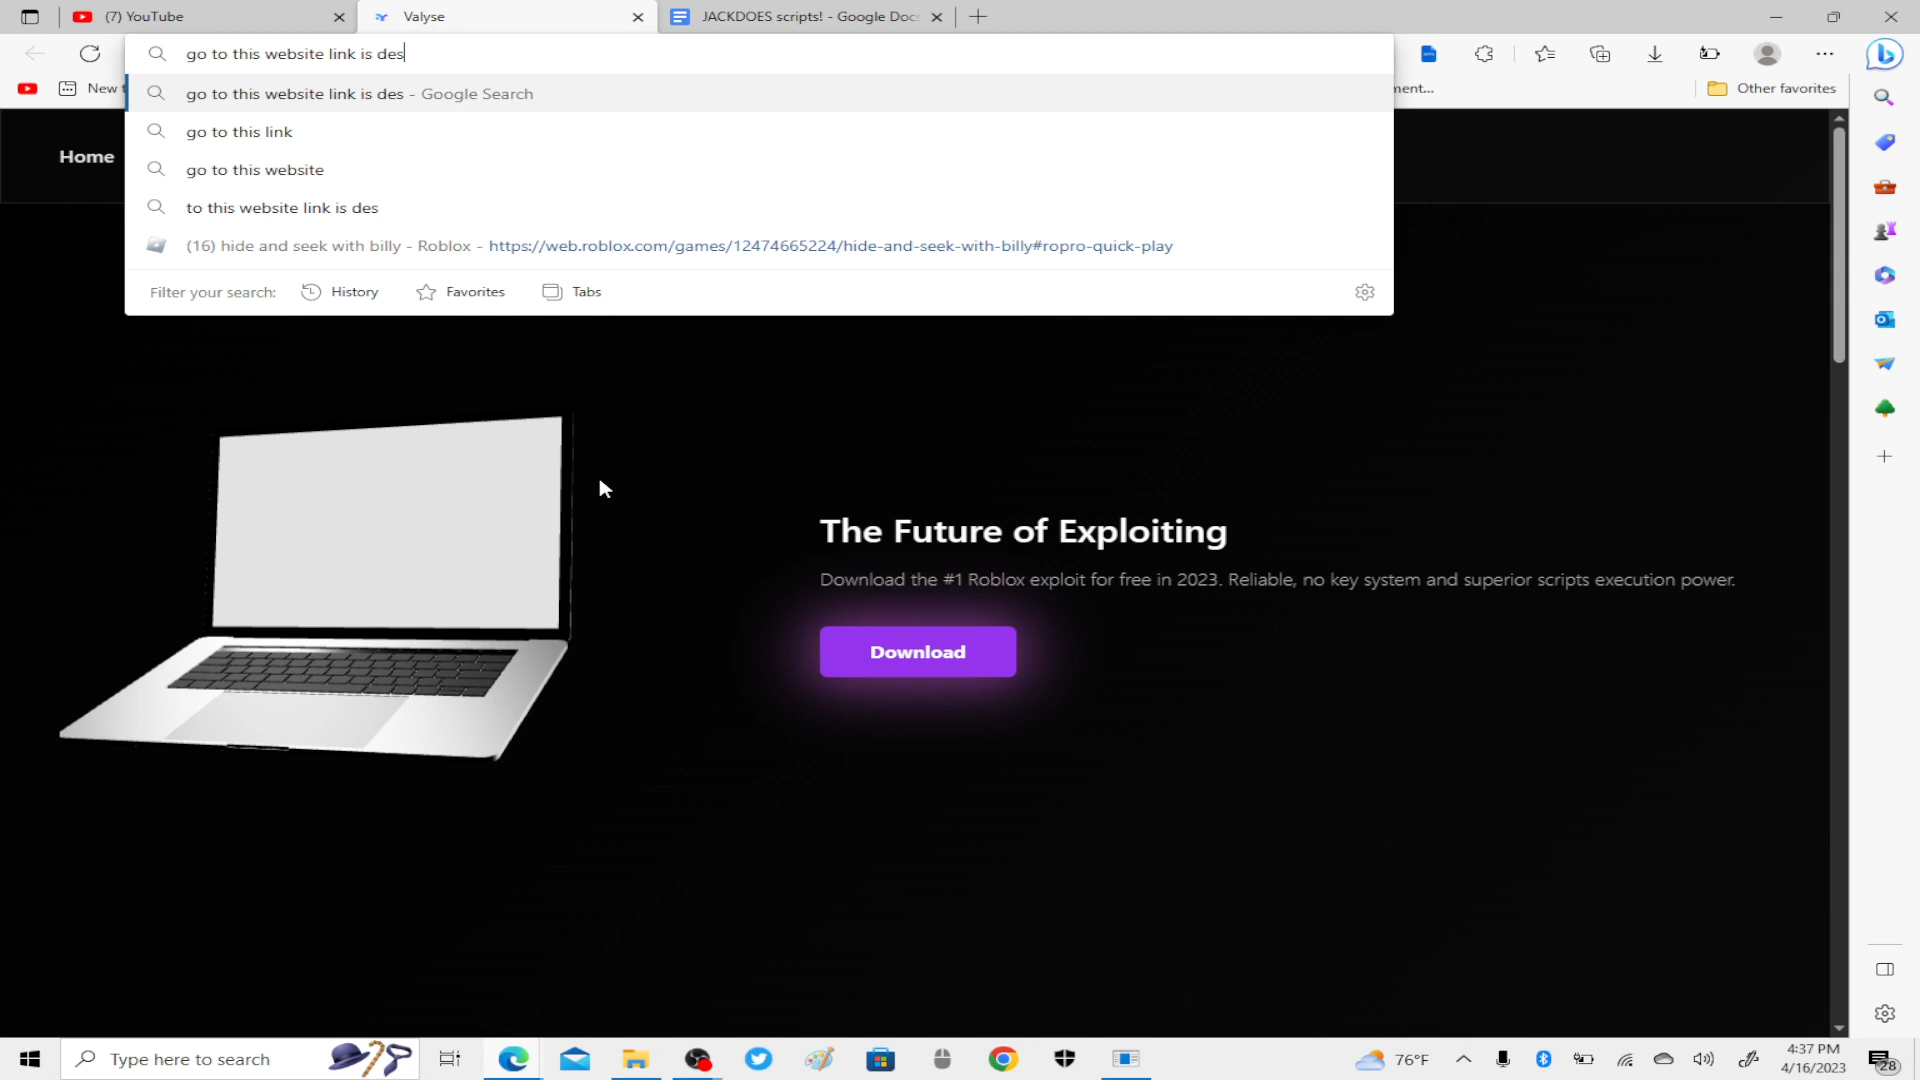 (7) YouTube
Valyse
JACKDOES scripts! - Google Doc
go to this website link is des
New t
go to this website link is des - Google Search
ment...
Other favorites
go to this link
Home
go to this website
to this website link is des
(16) hide and seek with billy - Roblox - https://web.roblox.com/games/12474665224/hide-and-seek-with-billy#ropro-quick-play
Filter your search:
History
Favorites
Tabs
The Future of Exploiting
Download the #1 Roblox exploit for free in 2023. Reliable, no key system and superior scripts execution power.
Download
Type here to search
76°F
4:37 PM
4/16/2023
28